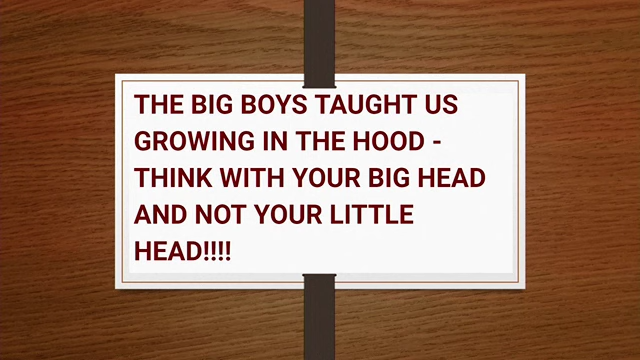 THE BIG BOYS TAUGHT US
GROWING IN THE HOOD -
THINK WITH YOUR BIG HEAD
AND NOT YOUR LITTLE
HEAD!!!!